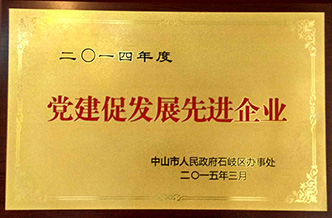 二〇一四年度
党建促发展先进企业
中山市人民政府石岐区办事处
二〇一五年三月